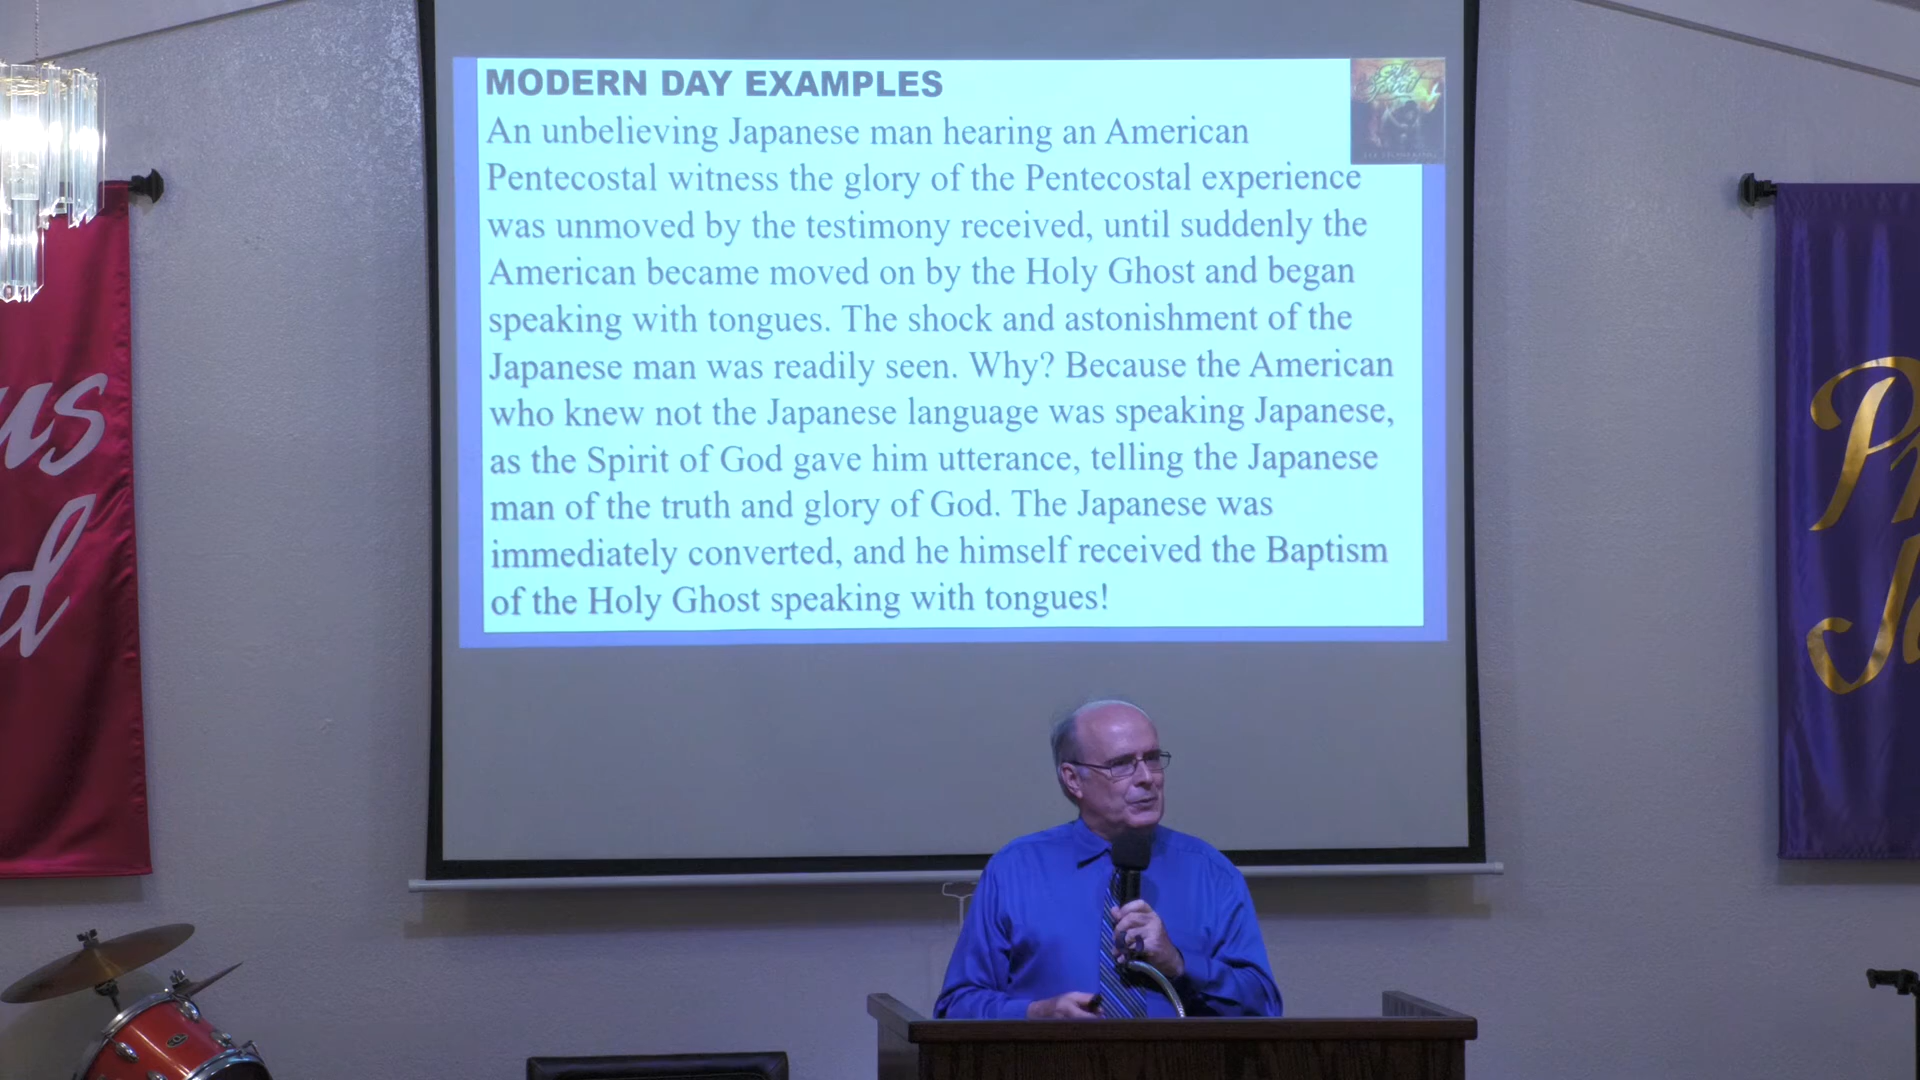 MODERN DAY EXAMPLES
An unbelieving Japanese man hearing an American
Pentecostal witness the glory of the Pentecostal experience
was unmoved by the testimony received, until suddenly the
American became moved on by the Holy Ghost and began
speaking with tongues. The shock and astonishment of the
Japanese man was readily seen. Why? Because the American
who knew not the Japanese language was speaking Japanese,
as the Spirit of God gave him utterance, telling the Japanese
man of the truth and glory of God. The Japanese was
immediately converted, and he himself received the Baptism
of the Holy Ghost speaking with tongues!
us
d